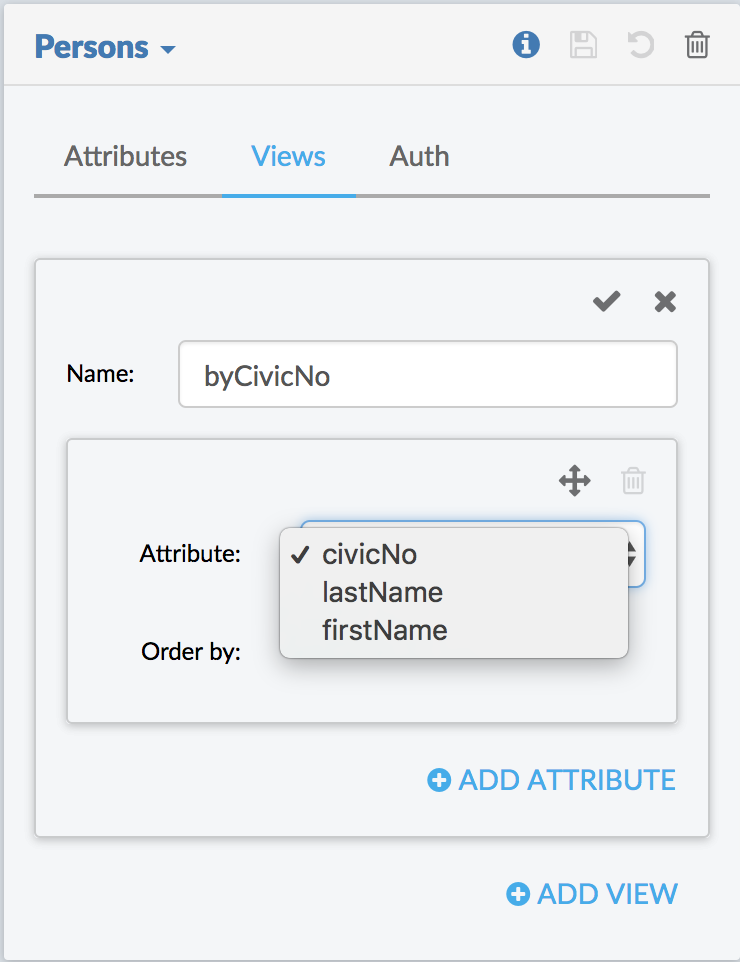 Persons
Attributes Views Auth
Name: byCivicNo
Attribute: civicNo
lastName
firstName
Order by:
ADD ATTRIBUTE
ADD VIEW